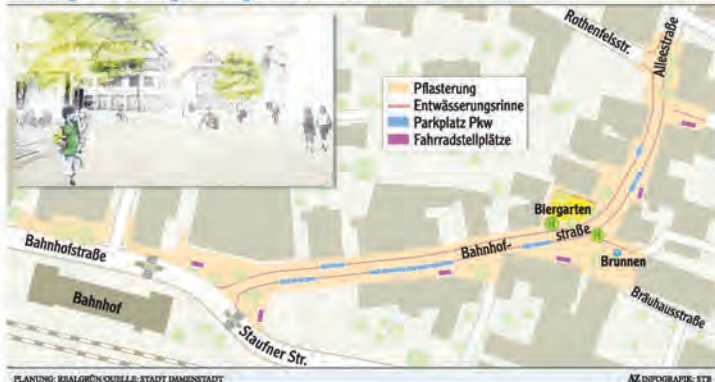 Rothenfelsstr.
Alleestraße
Pflasterung
Entwässerungsrinne
Parkplatz Pkw
Fahrradstellplätze
Biergarten
Bahnhof-
straße
Brunnen
Bräuhausstraße
Bahnhofstraße
Bahnhof
Staufner Str.
PLANUNG: REALGRÜN/QUELLE: STADT IMMENSTADT
AZ INFOGRAFIK: STR